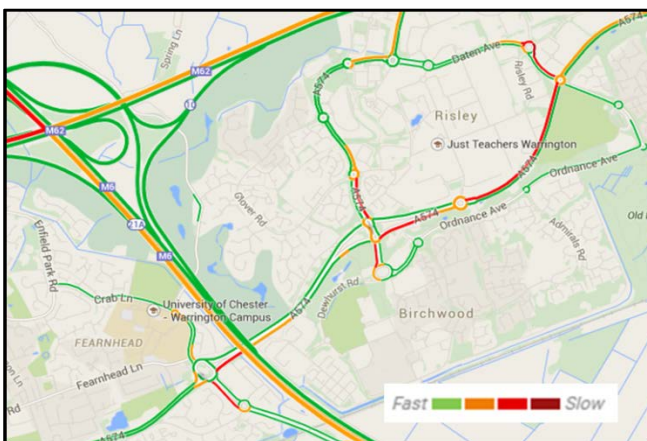 Spring Ln
M62
10
A574
Daten Ave
Risley Rd
A574
Risley
Just Teachers Warrington
M62
M6
Ordnance Ave
A574
Glover Rd
A574
A574
Ordnance Ave
21A
M6
Admirals Rd
Old
Enfield Park Rd
Crab Ln
University of Chester
- Warrington Campus
A574
Dewhurst Rd
Birchwood
FEARNHEAD
Fearnhead Ln
Rd
A574
Fast
Slow